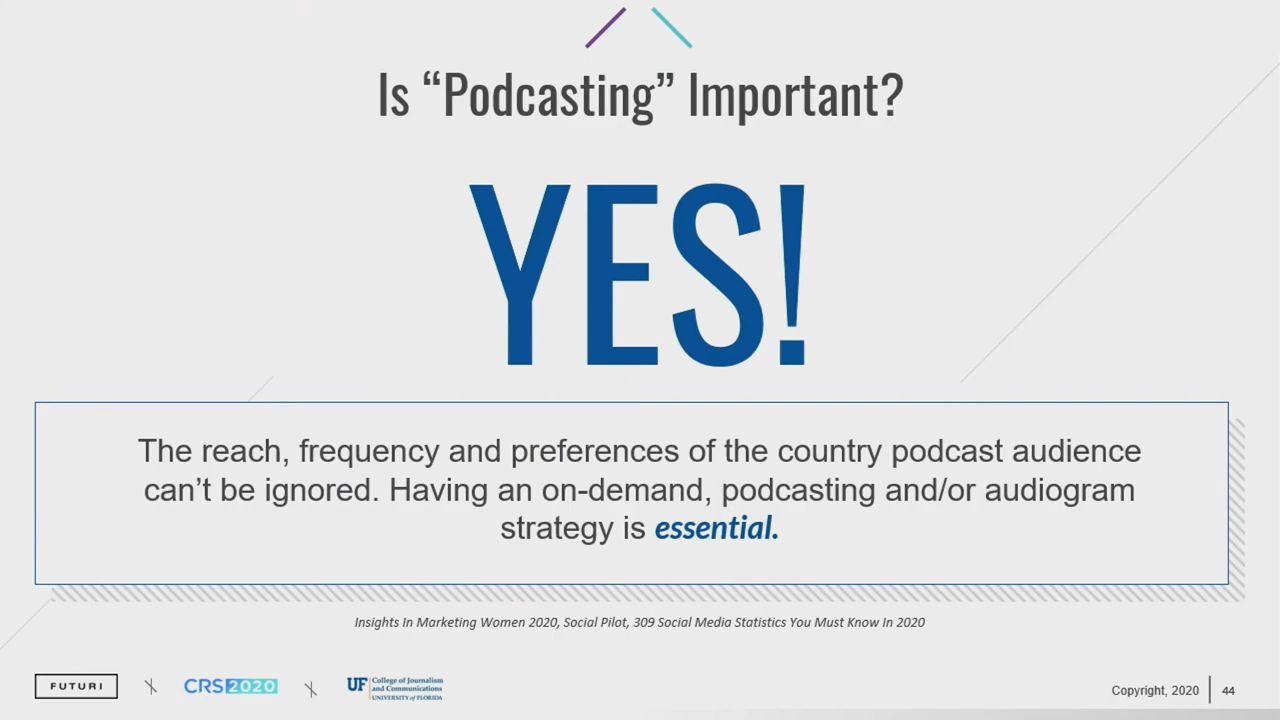 Is “Podcasting” Important?
YES!
The reach, frequency and preferences of the country podcast audience
can’t be ignored. Having an on-demand, podcasting and/or audiogram
strategy is essential.
Insights In Marketing Women 2020, Social Pilot, 309 Social Media Statistics You Must Know In 2020
FUTURI
CRS2020
UF College of Journalism
and Communications
UNIVERSITY of FLORIDA
Copyright, 2020 44